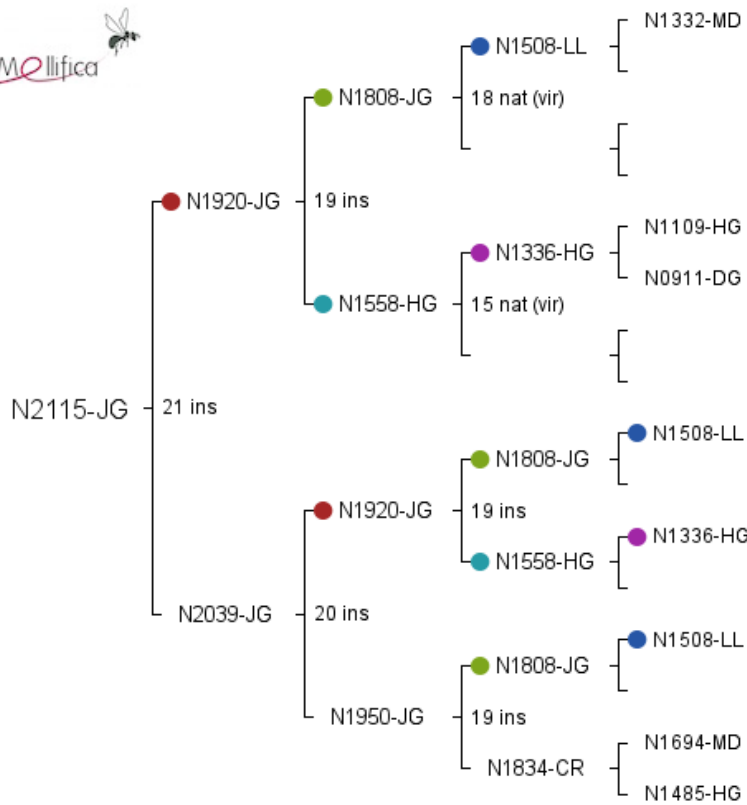 N1332-MD
Mellifica
N1508-LL
N1808-JG
18 nat (vir)
N1920-JG
19 ins
N1109-HG
N1336-HG
N0911-DG
N1558-HG
15 nat (vir)
N2115-JG
21 ins
N1508-LL
N1808-JG
N1920-JG
19 ins
N1336-HG
N1558-HG
N2039-JG
20 ins
N1508-LL
N1808-JG
N1950-JG
19 ins
N1694-MD
N1834-CR
N1485-HG